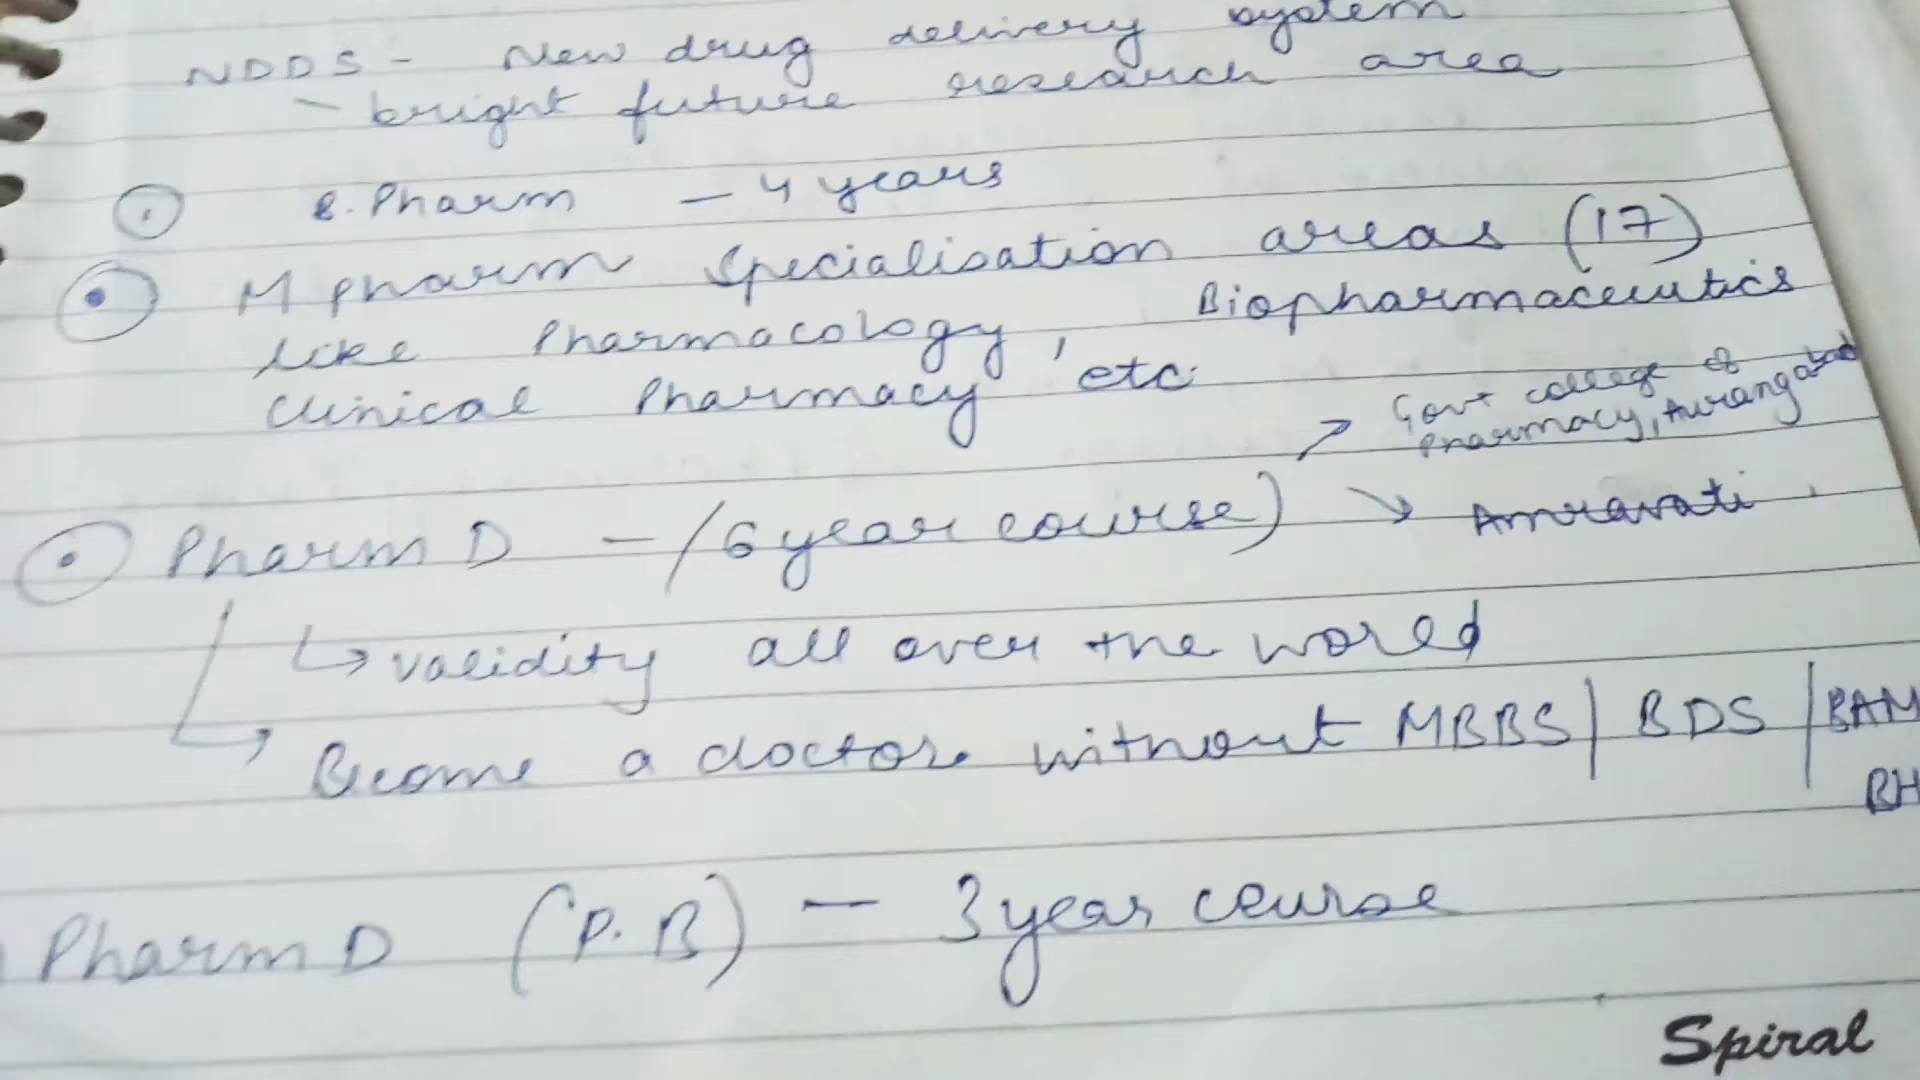 NDDS - New drug delivery system
- bright future research area
B. Pharm - 4 years
M pharm specialisation areas (17)
like Pharmacology, Biopharmaceutics
clinical Pharmacy, etc
Govt college of
Pharmacy, Aurangabad
Pharm D - (6 year course)
Amravati
validity all over the world
Become a doctor without MBBS | BDS | BAM
BH
Pharm D (P.B) - 3 year course
Spiral